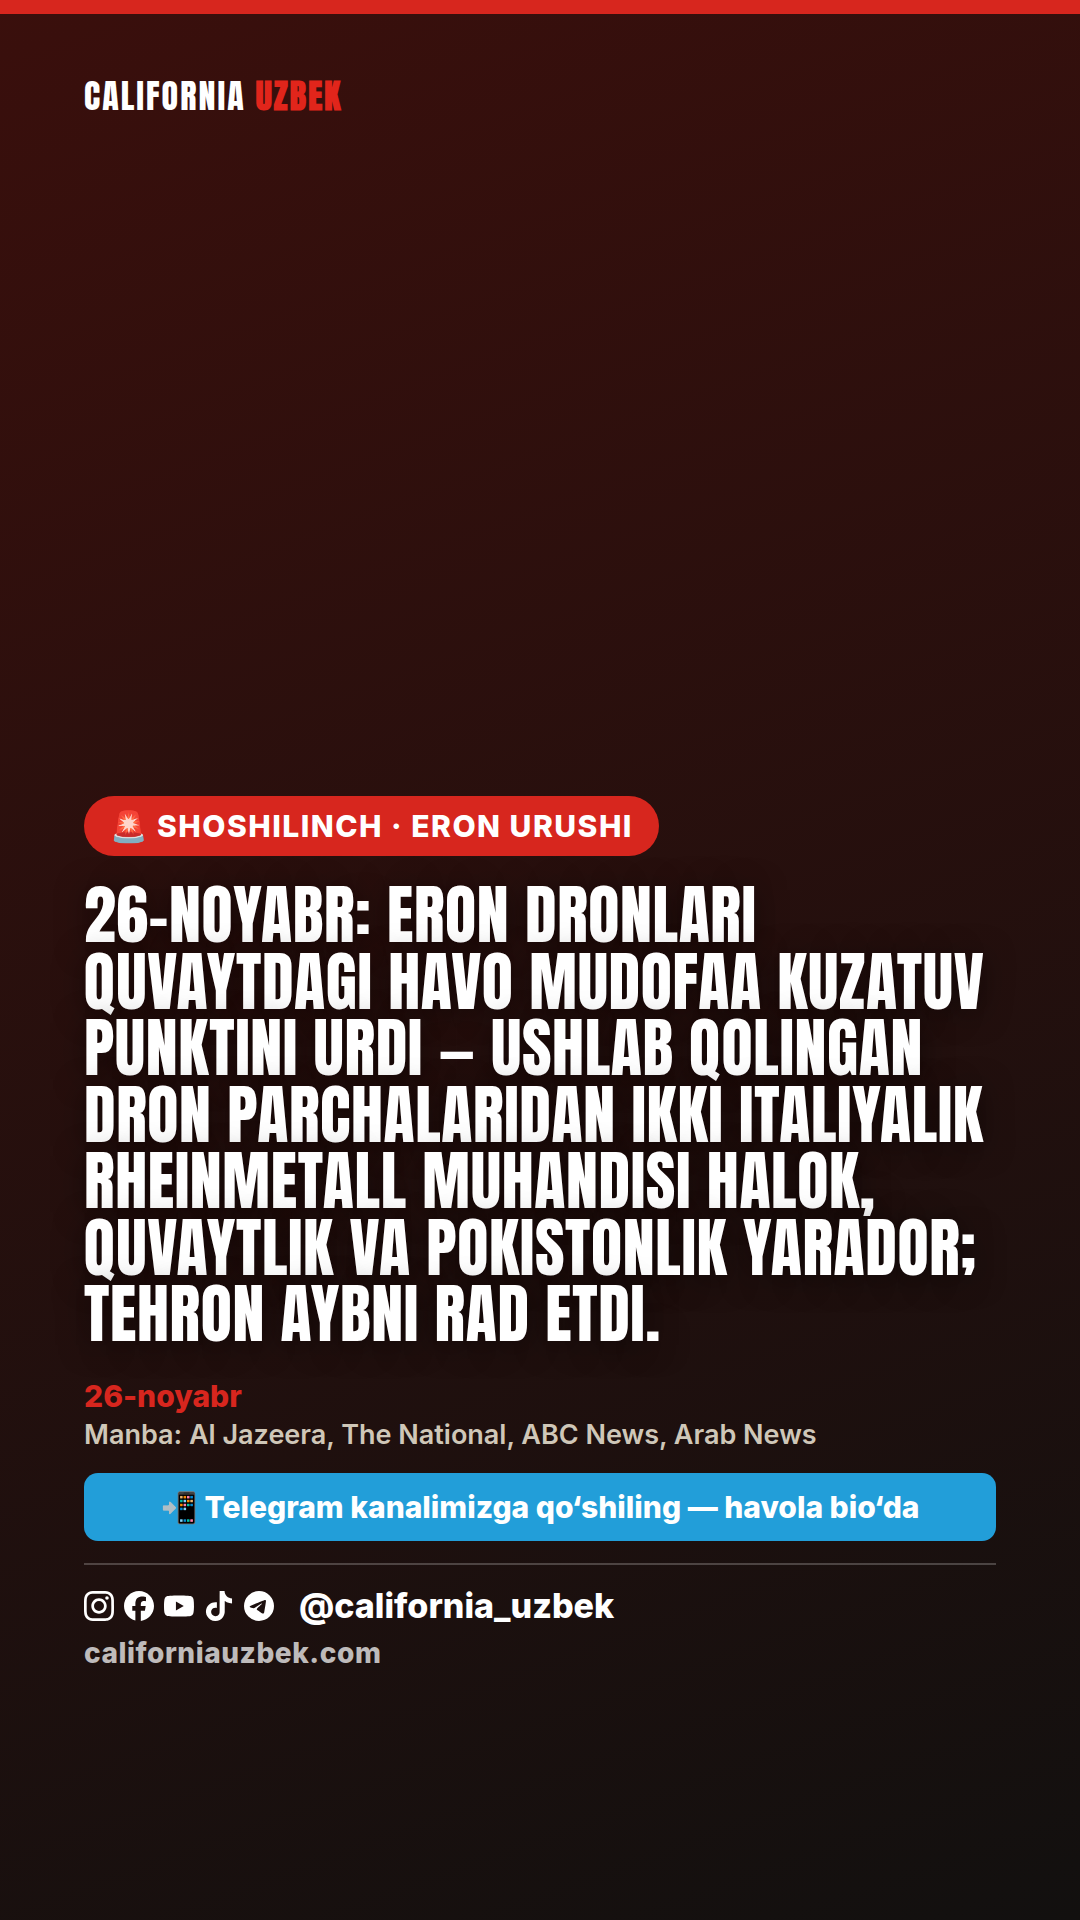 CALIFORNIA UZBEK
🚨 SHOSHILINCH · ERON URUSHI
26-NOYABR: ERON DRONLARI
QUVAYTDAGI HAVO MUDOFAA KUZATUV
PUNKTINI URDI — USHLAB QOLINGAN
DRON PARCHALARIDAN IKKI ITALIYALIK
RHEINMETALL MUHANDISI HALOK,
QUVAYTLIK VA POKISTONLIK YARADOR;
TEHRON AYBNI RAD ETDI.
26-noyabr
Manba: Al Jazeera, The National, ABC News, Arab News
📲 Telegram kanalimizga qo‘shiling — havola bio‘da
@california_uzbek
californiauzbek.com